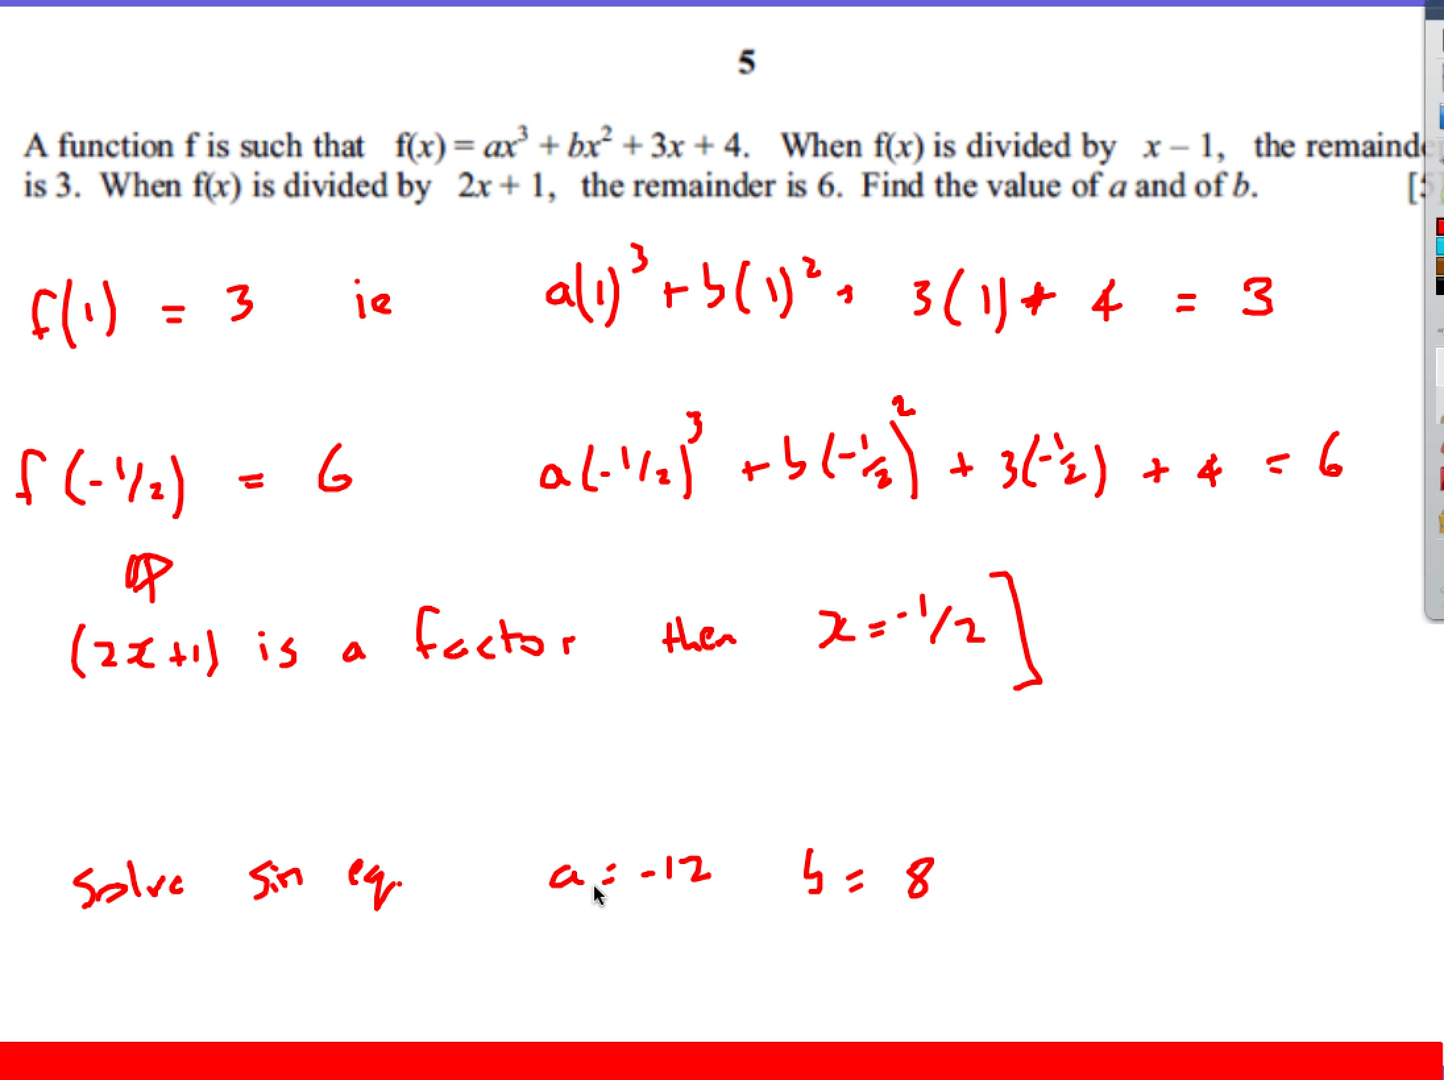 5
A function f is such that f(x) = ax³ + bx² + 3x + 4. When f(x) is divided by x − 1, the remainde
is 3. When f(x) is divided by 2x + 1, the remainder is 6. Find the value of a and of b. [5
f(1) = 3 ie a(1)³ + b(1)² + 3(1) + 4 = 3
f(-1/2) = 6 a(-1/2)³ + b(-1/2)² + 3(-1/2) + 4 = 6
(2x+1) is a factor then x = -1/2 ]
Solve sin eq. a = -12 b = 8